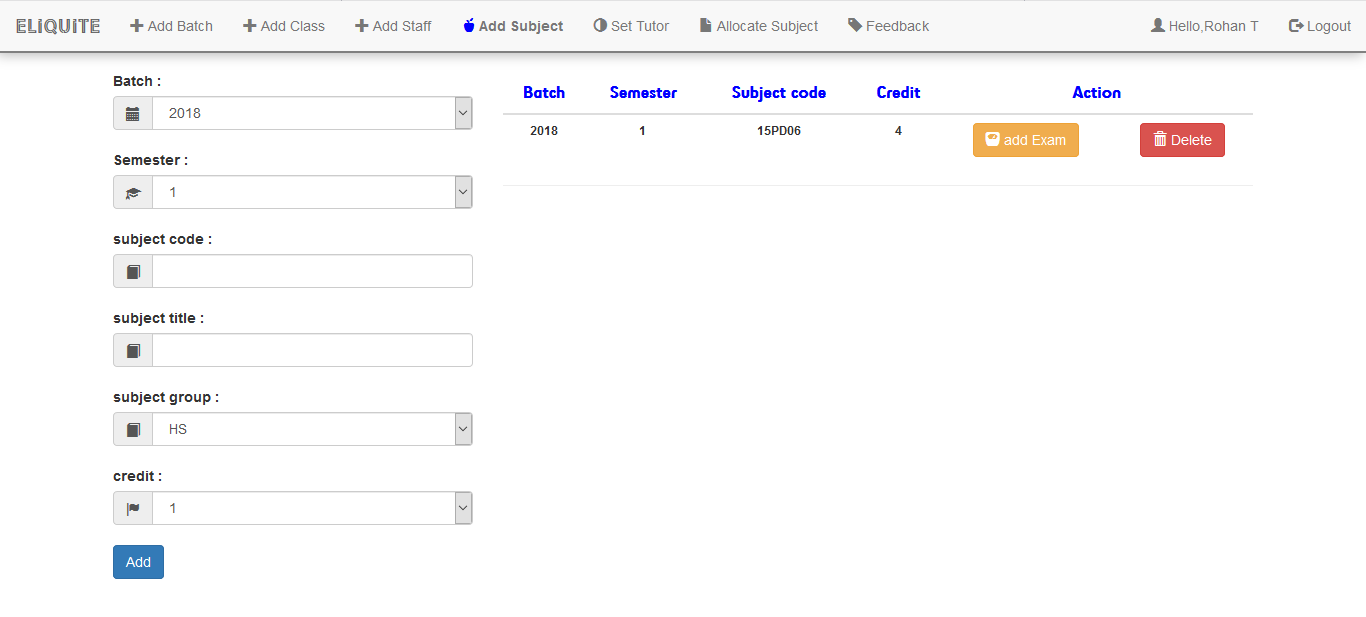 ELiQUiTE Add Batch Add Class Add Staff Add Subject Set Tutor Allocate Subject Feedback Hello,Rohan T Logout
Batch :
2018
Semester :
1
subject code :
subject title :
subject group :
HS
credit :
1
Add
Batch Semester Subject code Credit Action
2018 1 15PD06 4 add Exam Delete